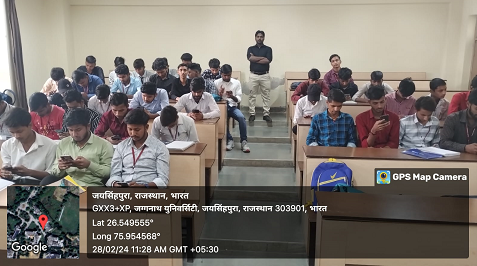 GPS Map Camera
जयसिंहपुरा, राजस्थान, भारत
GXX3+XP, जगन्नाथ युनिवर्सिटी, जयसिंहपुरा, राजस्थान 303901, भारत
Lat 26.549555°
Long 75.954568°
28/02/24 11:28 AM GMT +05:30
Google